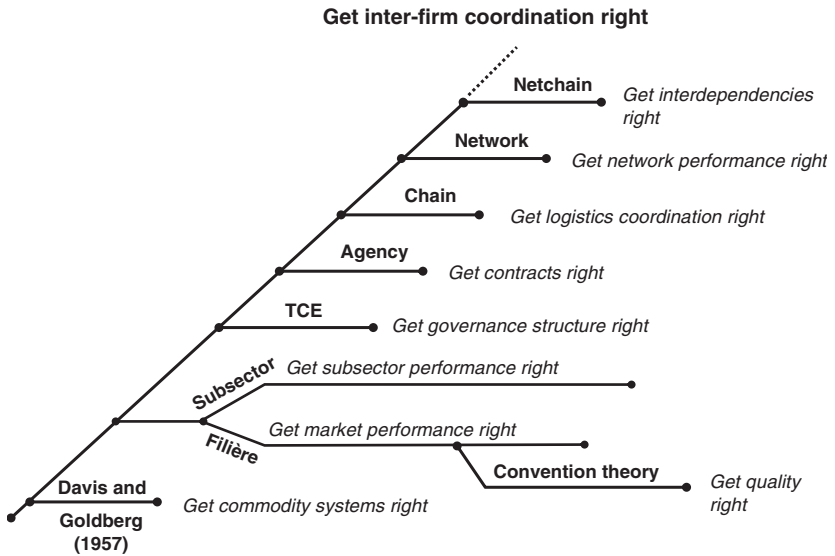 Get inter-firm coordination right
Netchain
Get interdependencies
right
Network
Get network performance right
Chain
Get logistics coordination right
Agency
Get contracts right
TCE
Get governance structure right
Subsector
Get subsector performance right
Filière
Get market performance right
Convention theory
Get quality
right
Davis and
Goldberg
(1957)
Get commodity systems right